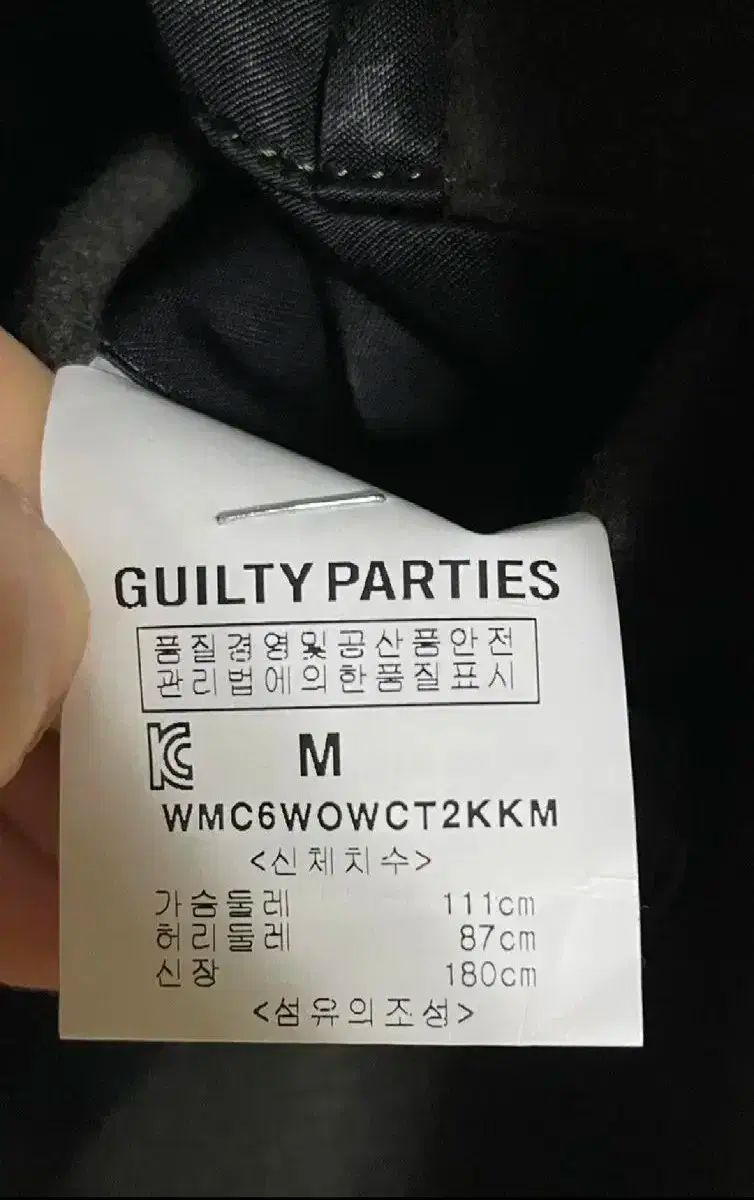 GUILTY PARTIES
품질경영및공산품안전
관리법에의한품질표시
KC M
WMC6WOWCT2KKM
<신체치수>
가슴둘레 111cm
허리둘레 87cm
신장 180cm
<섬유의조성>